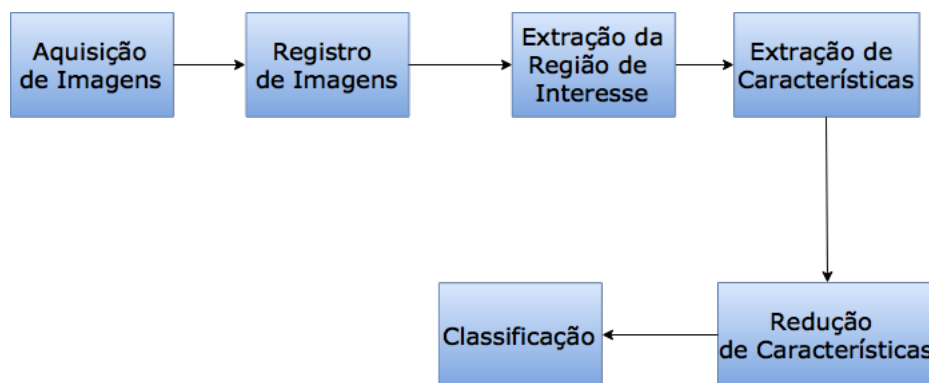 Aquisição
de Imagens
Registro
de Imagens
Extração da
Região de
Interesse
Extração de
Características
Redução
de Características
Classificação